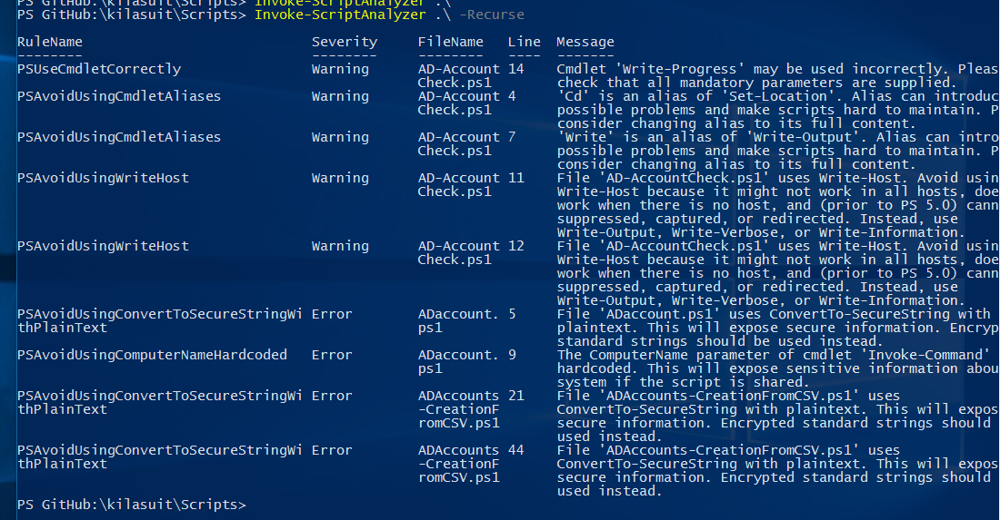 PS GitHub:\kilasuit\Scripts> Invoke-ScriptAnalyzer .\
PS GitHub:\kilasuit\Scripts> Invoke-ScriptAnalyzer .\ -Recurse
RuleName Severity FileName Line Message
-------- -------- -------- ---- -------
PSUseCmdletCorrectly Warning AD-Account 14 Cmdlet 'Write-Progress' may be used incorrectly. Pleas
Check.ps1 check that all mandatory parameters are supplied.
PSAvoidUsingCmdletAliases Warning AD-Account 4 'Cd' is an alias of 'Set-Location'. Alias can introduc
Check.ps1 possible problems and make scripts hard to maintain. P
consider changing alias to its full content.
PSAvoidUsingCmdletAliases Warning AD-Account 7 'Write' is an alias of 'Write-Output'. Alias can intro
Check.ps1 possible problems and make scripts hard to maintain. P
consider changing alias to its full content.
PSAvoidUsingWriteHost Warning AD-Account 11 File 'AD-AccountCheck.ps1' uses Write-Host. Avoid usin
Check.ps1 Write-Host because it might not work in all hosts, doe
work when there is no host, and (prior to PS 5.0) cann
suppressed, captured, or redirected. Instead, use
Write-Output, Write-Verbose, or Write-Information.
PSAvoidUsingWriteHost Warning AD-Account 12 File 'AD-AccountCheck.ps1' uses Write-Host. Avoid usin
Check.ps1 Write-Host because it might not work in all hosts, doe
work when there is no host, and (prior to PS 5.0) cann
suppressed, captured, or redirected. Instead, use
Write-Output, Write-Verbose, or Write-Information.
PSAvoidUsingConvertToSecureStringWi Error ADaccount. 5 File 'ADaccount.ps1' uses ConvertTo-SecureString with
thPlainText ps1 plaintext. This will expose secure information. Encryp
standard strings should be used instead.
PSAvoidUsingComputerNameHardcoded Error ADaccount. 9 The ComputerName parameter of cmdlet 'Invoke-Command'
ps1 hardcoded. This will expose sensitive information abou
system if the script is shared.
PSAvoidUsingConvertToSecureStringWi Error ADAccounts 21 File 'ADAccounts-CreationFromCSV.ps1' uses
thPlainText -CreationF ConvertTo-SecureString with plaintext. This will expos
romCSV.ps1 secure information. Encrypted standard strings should
used instead.
PSAvoidUsingConvertToSecureStringWi Error ADAccounts 44 File 'ADAccounts-CreationFromCSV.ps1' uses
thPlainText -CreationF ConvertTo-SecureString with plaintext. This will expos
romCSV.ps1 secure information. Encrypted standard strings should
used instead.
PS GitHub:\kilasuit\Scripts>